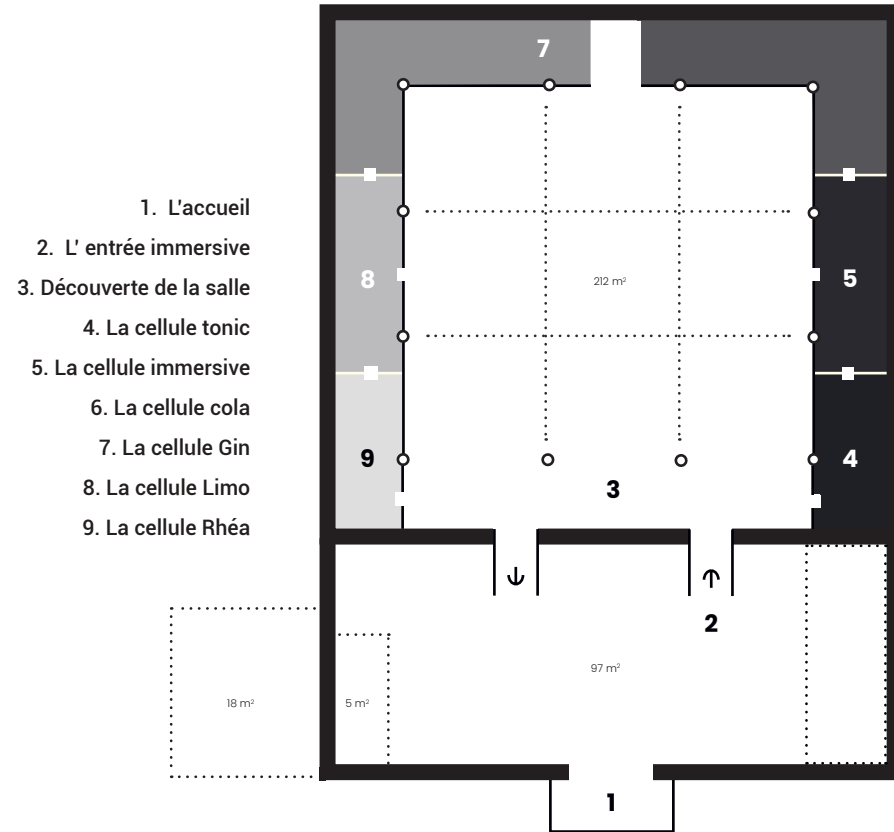 1. L'accueil
2. L' entrée immersive
3. Découverte de la salle
4. La cellule tonic
5. La cellule immersive
6. La cellule cola
7. La cellule Gin
8. La cellule Limo
9. La cellule Rhéa
7
8
212 m²
5
9
3
4
2
97 m²
18 m²
5 m²
1